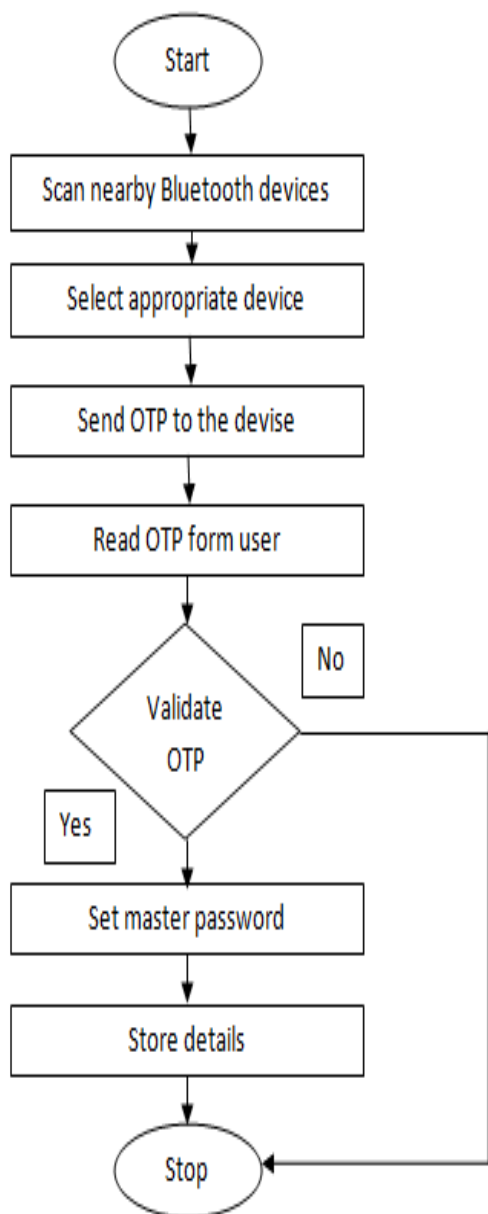 Start
Scan nearby Bluetooth devices
Select appropriate device
Send OTP to the devise
Read OTP form user
No
Validate
OTP
Yes
Set master password
Store details
Stop